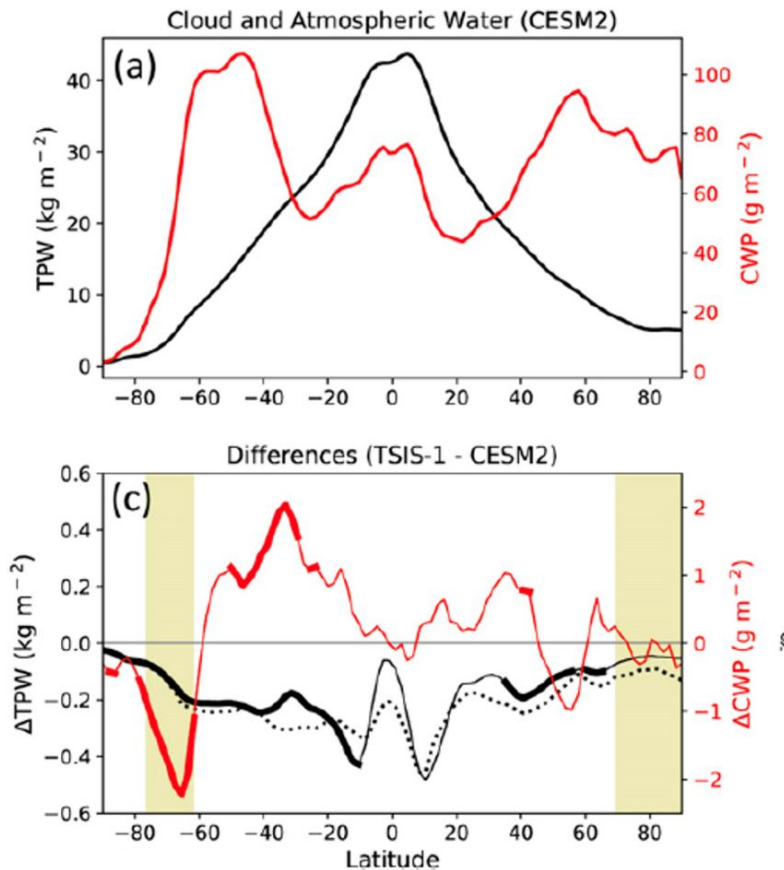 Cloud and Atmospheric Water (CESM2)
(a)
TPW (kg m⁻²)
40
30
20
10
0
CWP (g m⁻²)
100
80
60
40
20
0
−80 −60 −40 −20 0 20 40 60 80
Differences (TSIS-1 - CESM2)
(c)
ΔTPW (kg m⁻²)
0.6
0.4
0.2
0.0
−0.2
−0.4
−0.6
ΔCWP (g m⁻²)
2
1
0
−1
−2
−80 −60 −40 −20 0 20 40 60 80
Latitude